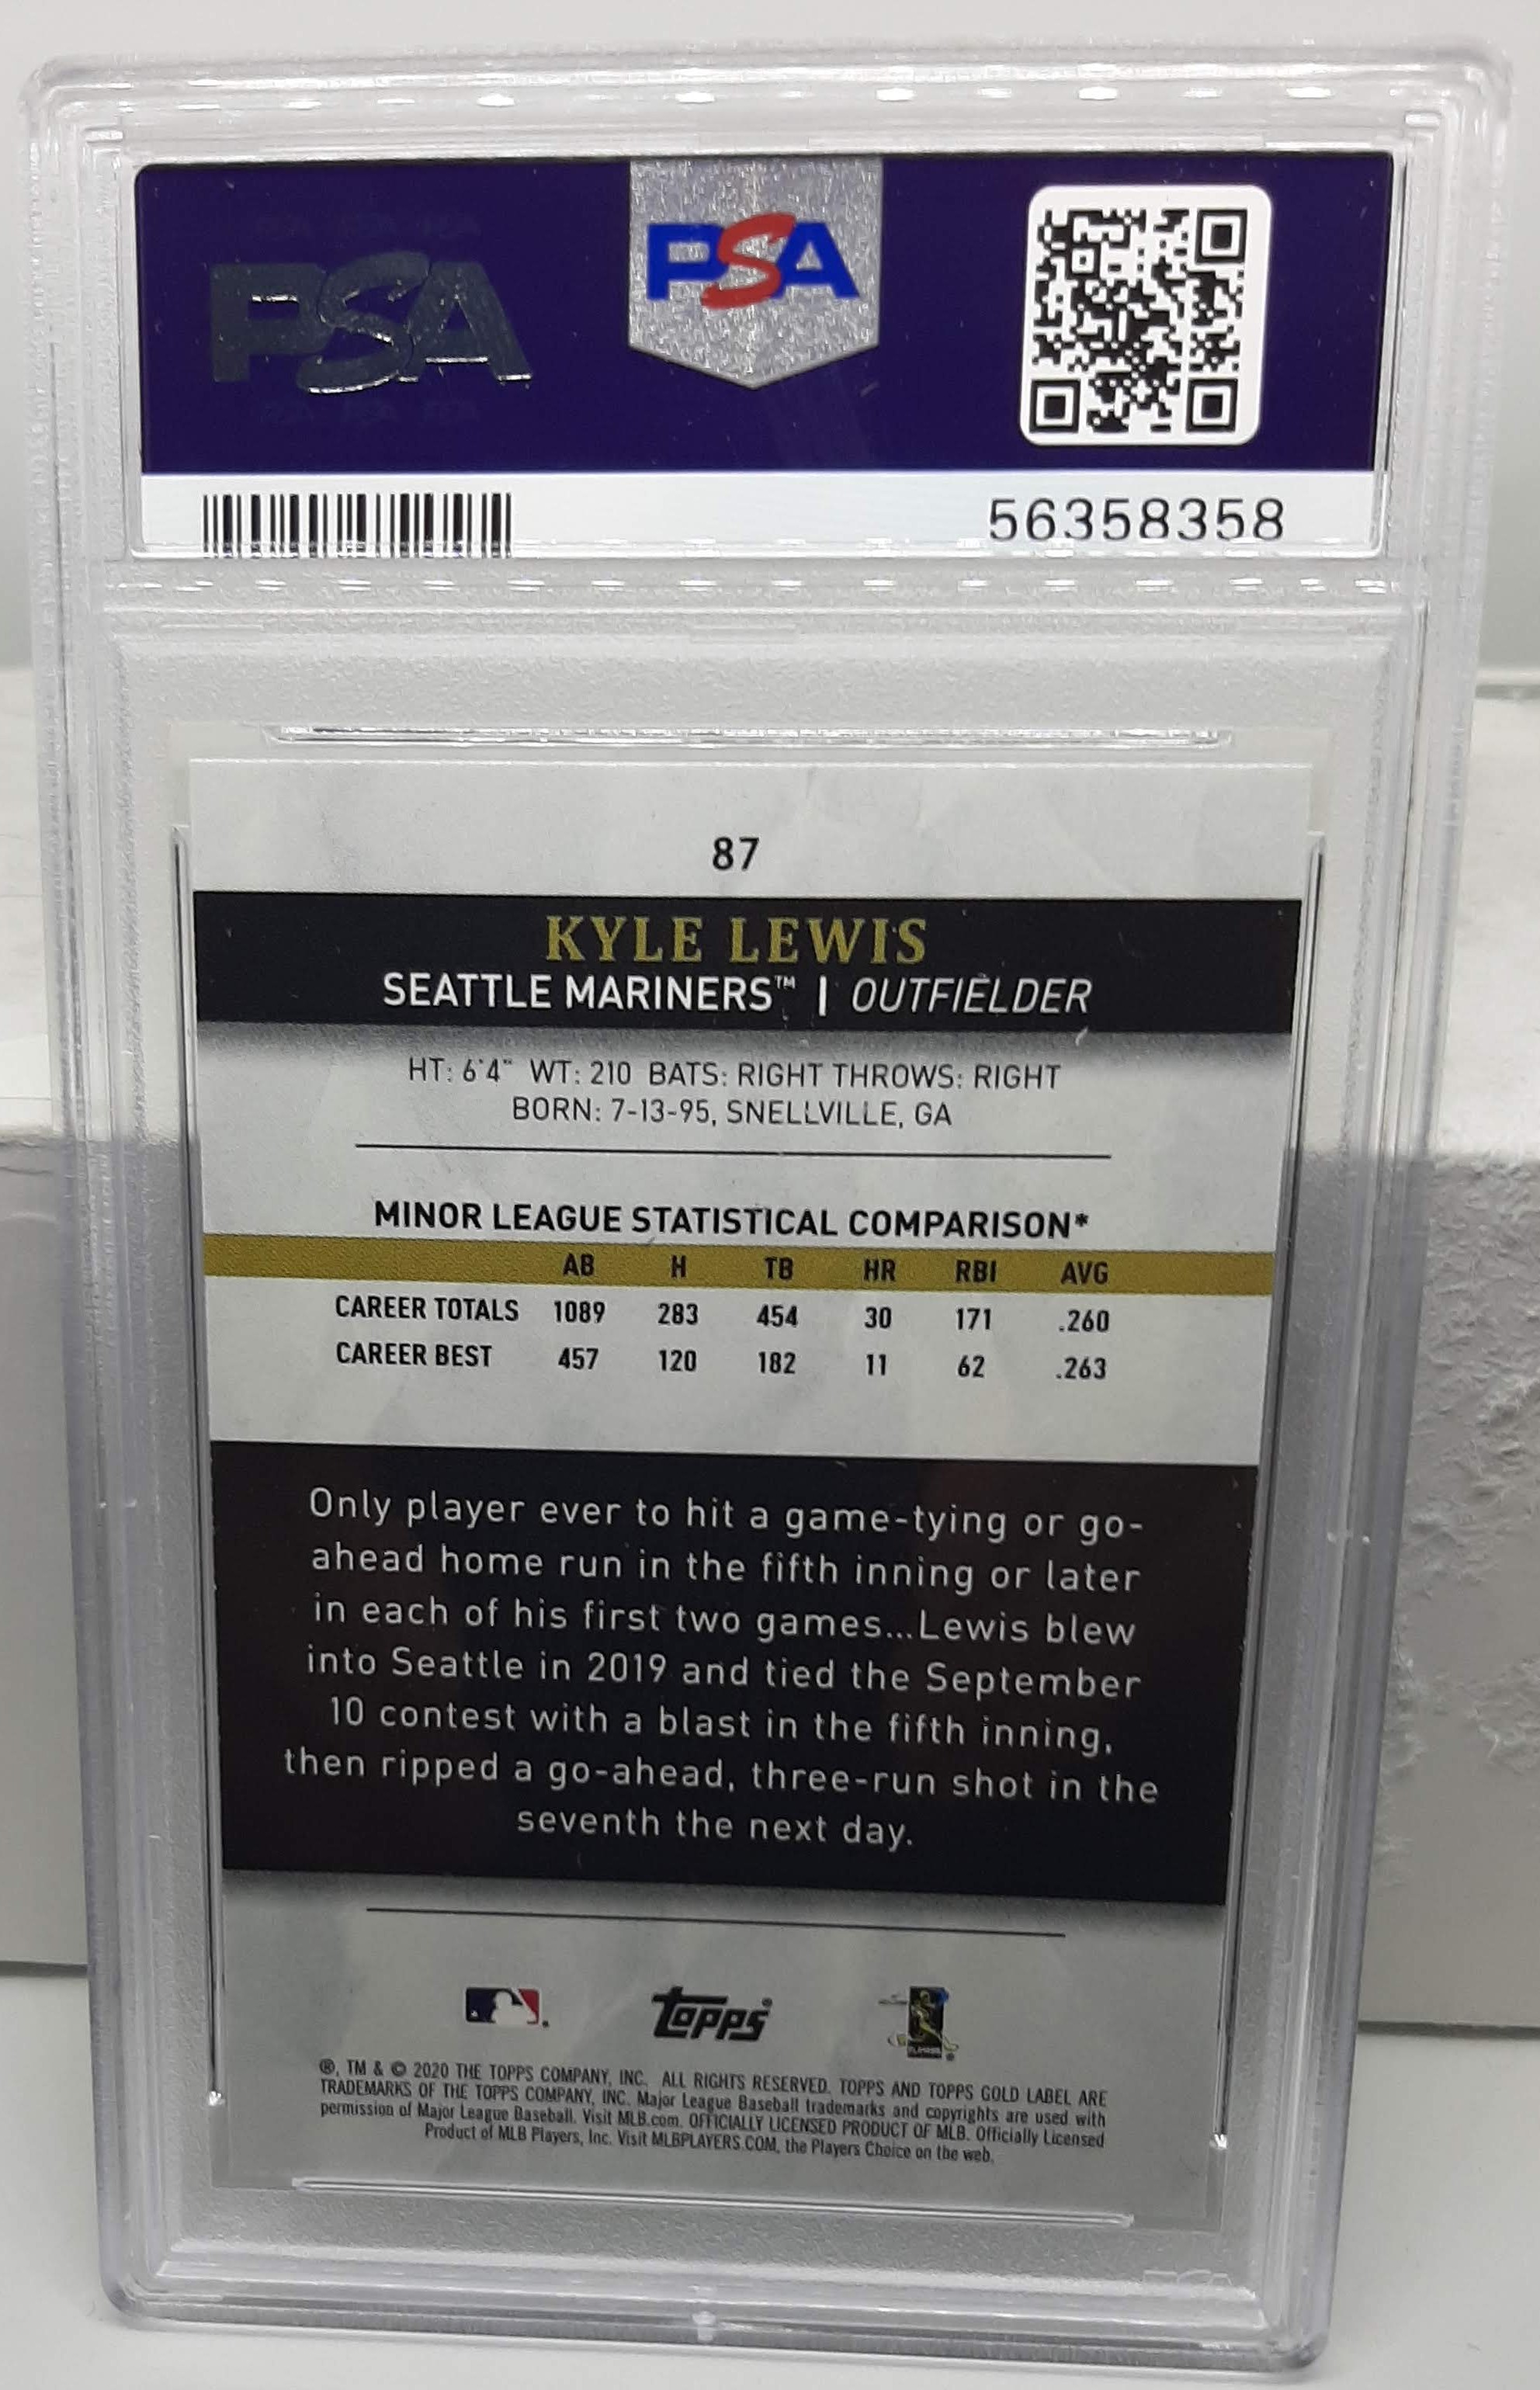 PSA
PSA
56358358
87
KYLE LEWIS
SEATTLE MARINERS™ | OUTFIELDER
HT: 6'4" WT: 210 BATS: RIGHT THROWS: RIGHT
BORN: 7-13-95, SNELLVILLE, GA
MINOR LEAGUE STATISTICAL COMPARISON*
AB H TB HR RBI AVG
CAREER TOTALS 1089 283 454 30 171 .260
CAREER BEST 457 120 182 11 62 .263
Only player ever to hit a game-tying or go-
ahead home run in the fifth inning or later
in each of his first two games...Lewis blew
into Seattle in 2019 and tied the September
10 contest with a blast in the fifth inning,
then ripped a go-ahead, three-run shot in the
seventh the next day.
topps®
®, TM & © 2020 THE TOPPS COMPANY, INC. ALL RIGHTS RESERVED. TOPPS AND TOPPS GOLD LABEL ARE
TRADEMARKS OF THE TOPPS COMPANY, INC. Major League Baseball trademarks and copyrights are used with
permission of Major League Baseball. Visit MLB.com. OFFICIALLY LICENSED PRODUCT OF MLB. Officially Licensed
Product of MLB Players, Inc. Visit MLBPLAYERS.COM, the Players Choice on the web.